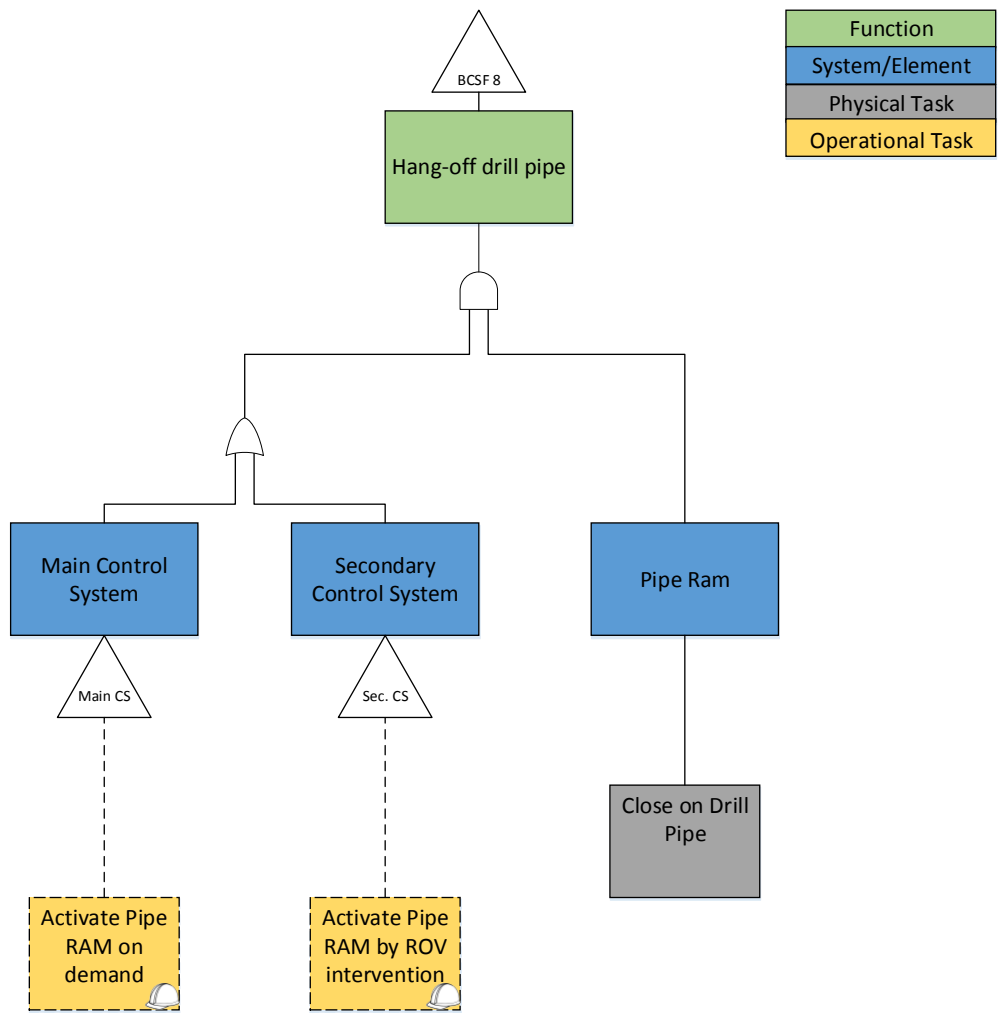 BCSF 8
Function
System/Element
Physical Task
Operational Task
Hang-off drill pipe
Main Control
System
Secondary
Control System
Pipe Ram
Main CS
Sec. CS
Close on Drill
Pipe
Activate Pipe
RAM on
demand
Activate Pipe
RAM by ROV
intervention